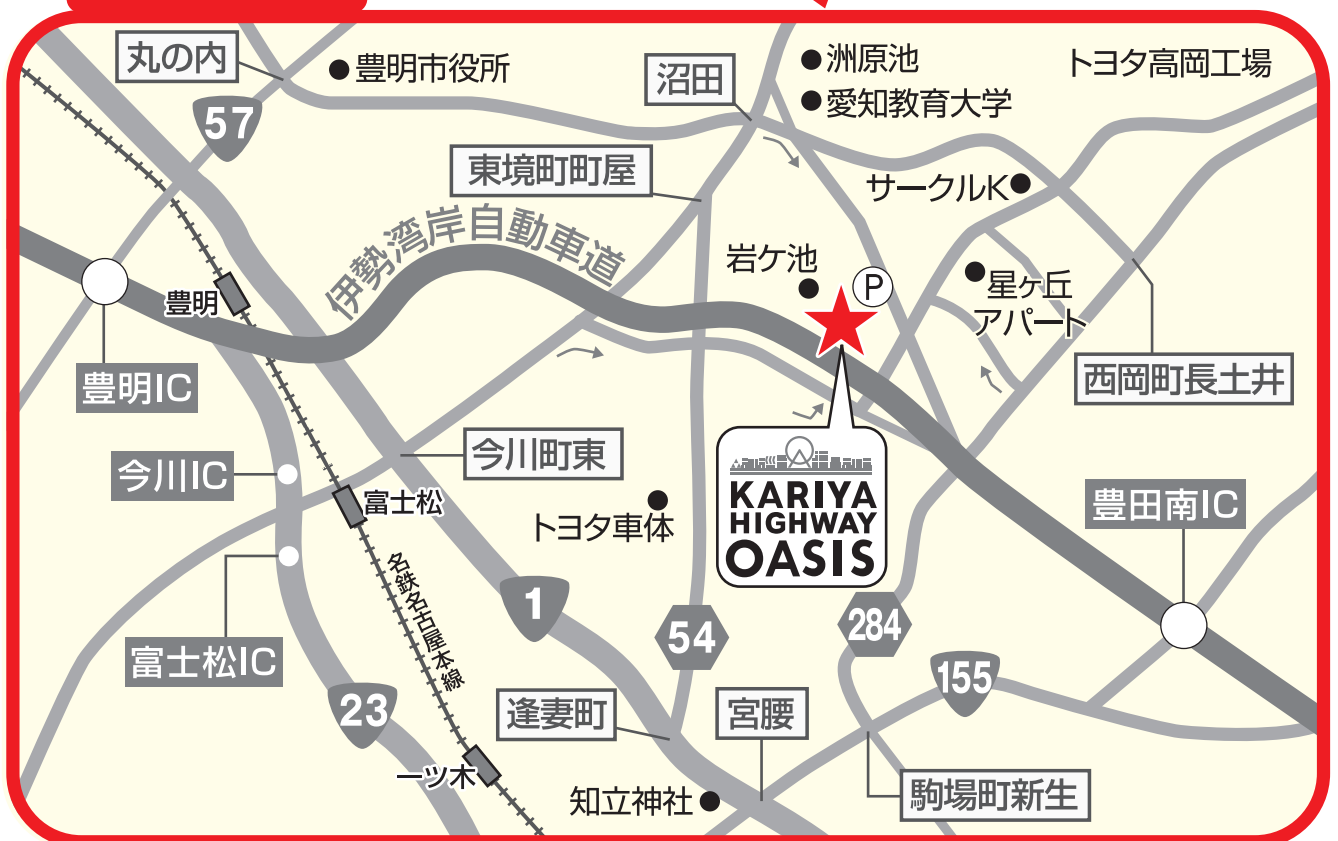 丸の内
豊明市役所
沼田
洲原池
愛知教育大学
トヨタ高岡工場
57
東境町町屋
サークルK
伊勢湾岸自動車道
岩ケ池
P
星ヶ丘
アパート
豊明
豊明IC
西岡町長土井
今川町東
今川IC
富士松
トヨタ車体
KARIYA
HIGHWAY
OASIS
豊田南IC
名鉄名古屋本線
1
54
284
富士松IC
155
23
逢妻町
宮腰
一ツ木
知立神社
駒場町新生